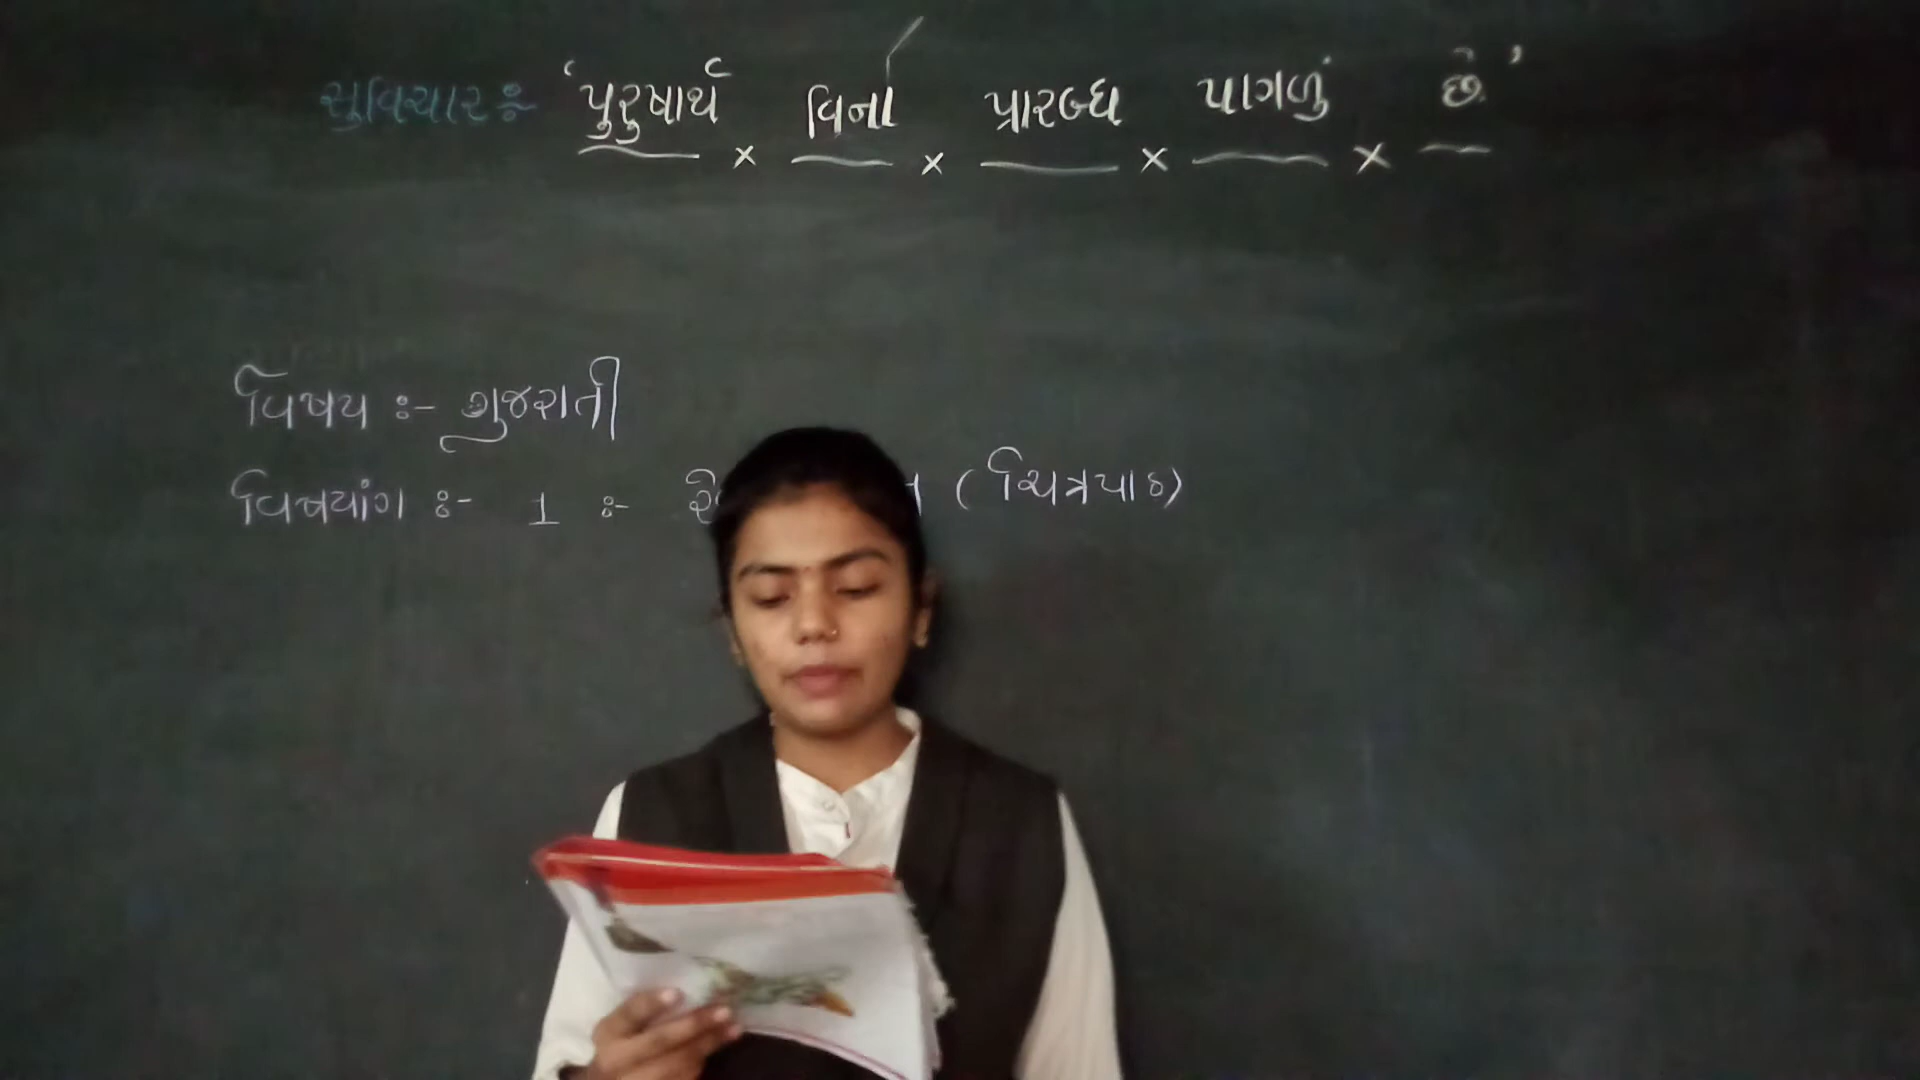 સુવિચાર:- ‘પુરુષાર્થ વિના પ્રારબ્ધ પાગળું છે’
વિષય :- ગુજરાતી
વિષયાંગ :- 1 :- (ચિત્રપાઠ)